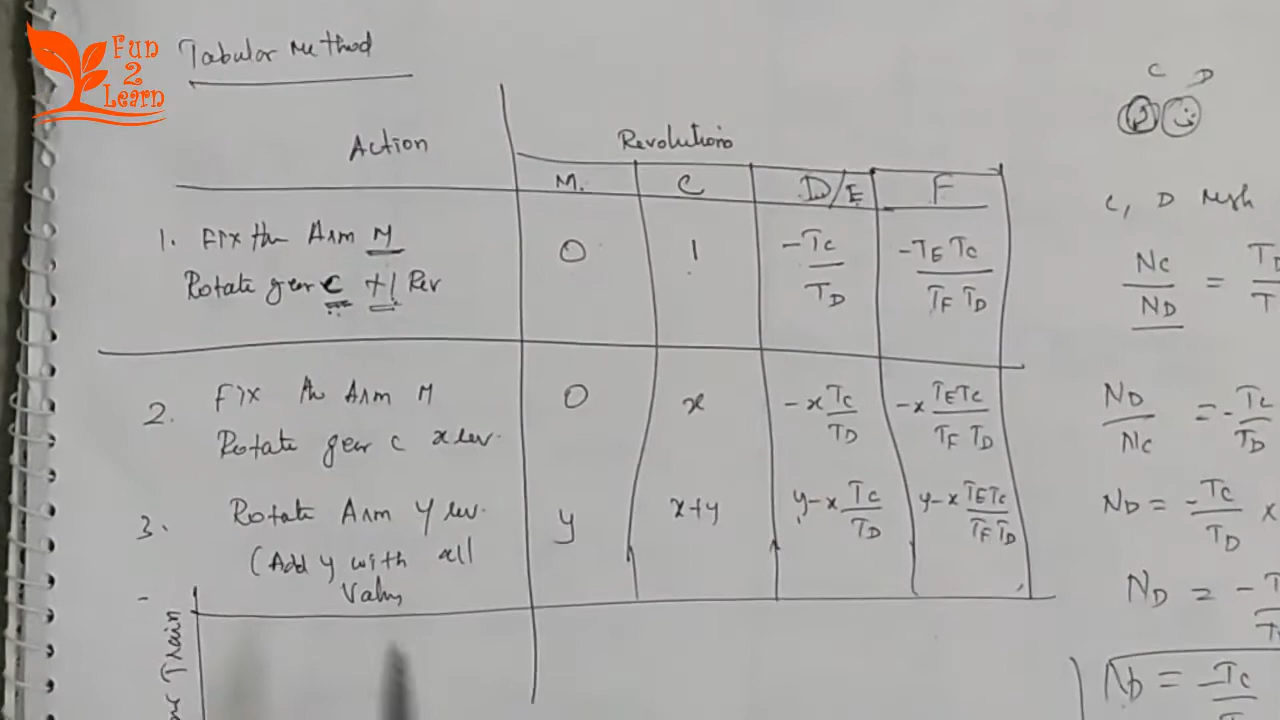 Fun
2
Learn
Tabular Method
Action
Revolutions
M. C D/E F
1. Fix the Arm M
Rotate gear C +1 Rev
0 1 -TC/TD -TE TC/TF TD
2. Fix the Arm M
Rotate gear C x rev.
0 x -x TC/TD -x TE TC/TF TD
3. Rotate Arm y rev.
(Add y with all
Values
y x+y y-x TC/TD y-x TE TC/TF TD
Train
C D
C, D mesh
NC/ND = TD/T
ND/NC = -TC/TD
ND = -TC/TD x
ND = -T
ND = -TC